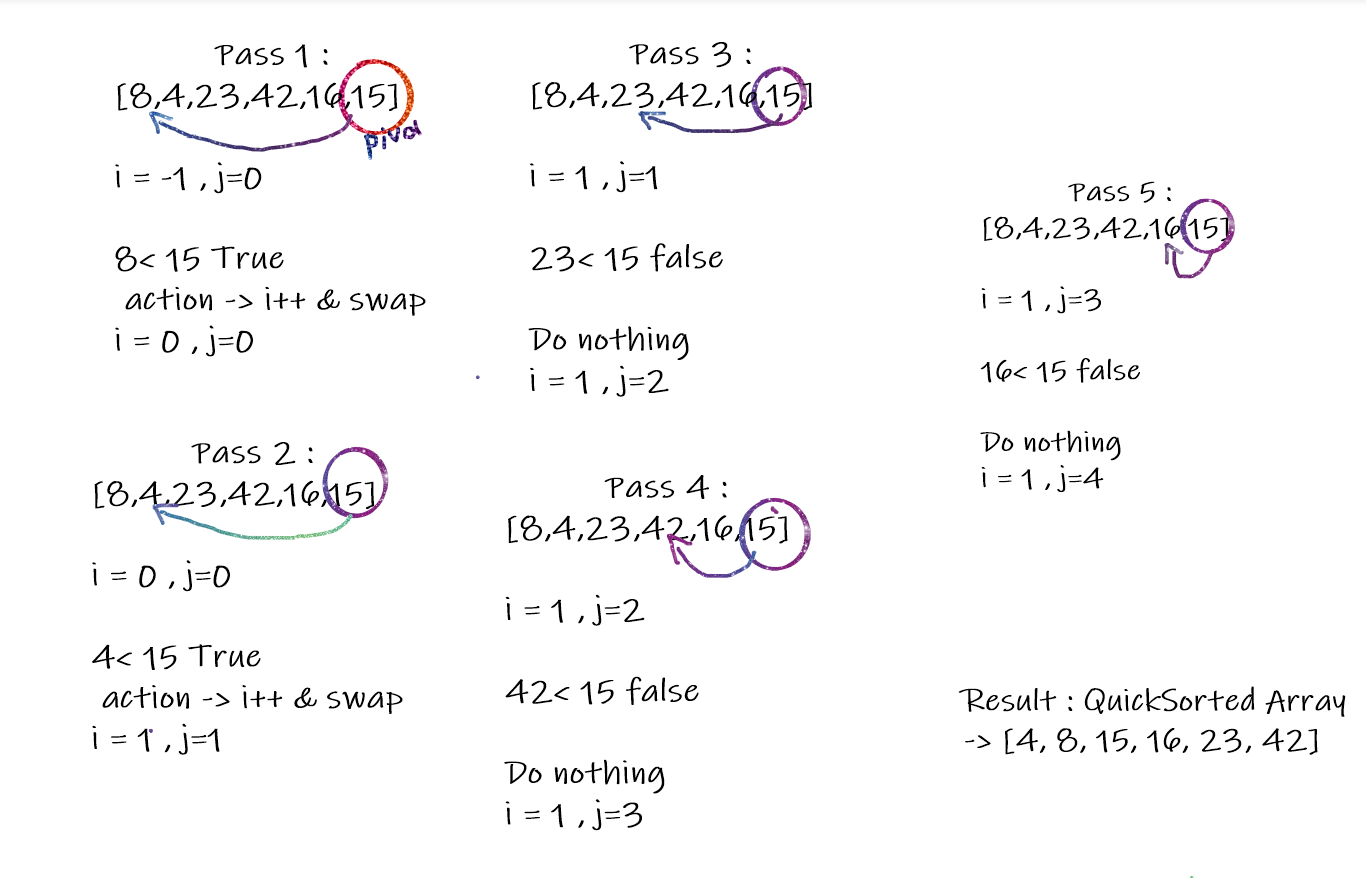 Pass 1 :
[8,4,23,42,16,15]
pivot
i = -1 , j=0
8< 15 True
action -> i++ & swap
i = 0 , j=0
Pass 2 :
[8,4,23,42,16,15]
i = 0 , j=0
4< 15 True
action -> i++ & swap
i = 1 , j=1
Pass 3 :
[8,4,23,42,16,15]
i = 1 , j=1
23< 15 false
Do nothing
i = 1 , j=2
Pass 4 :
[8,4,23,42,16,15]
i = 1 , j=2
42< 15 false
Do nothing
i = 1 , j=3
Pass 5 :
[8,4,23,42,16,15]
i = 1 , j=3
16< 15 false
Do nothing
i = 1 , j=4
Result : QuickSorted Array
-> [4, 8, 15, 16, 23, 42]